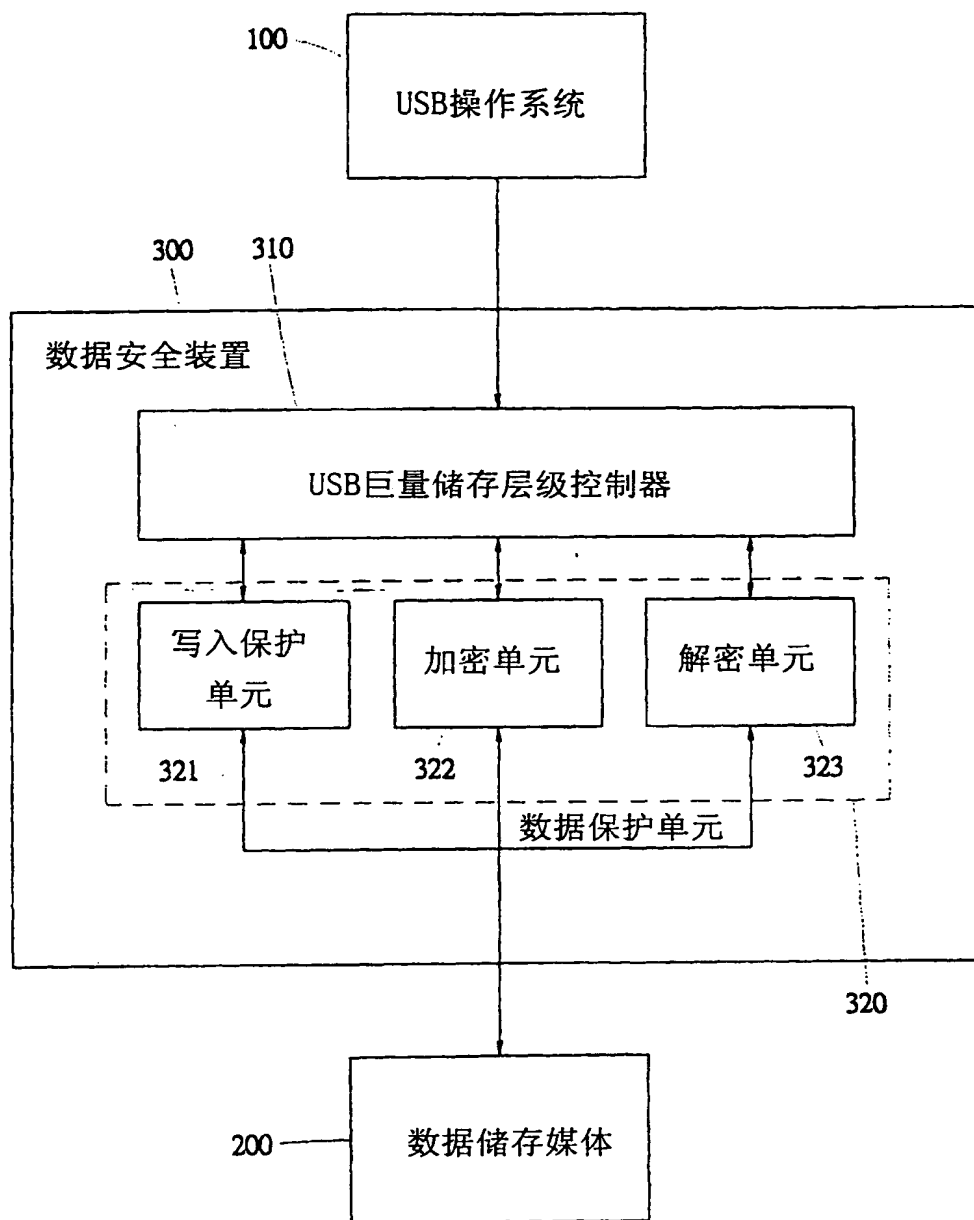 100
USB操作系统
300
310
数据安全装置
USB巨量储存层级控制器
写入保护
单元
加密单元
解密单元
321
322
323
数据保护单元
320
200
数据储存媒体